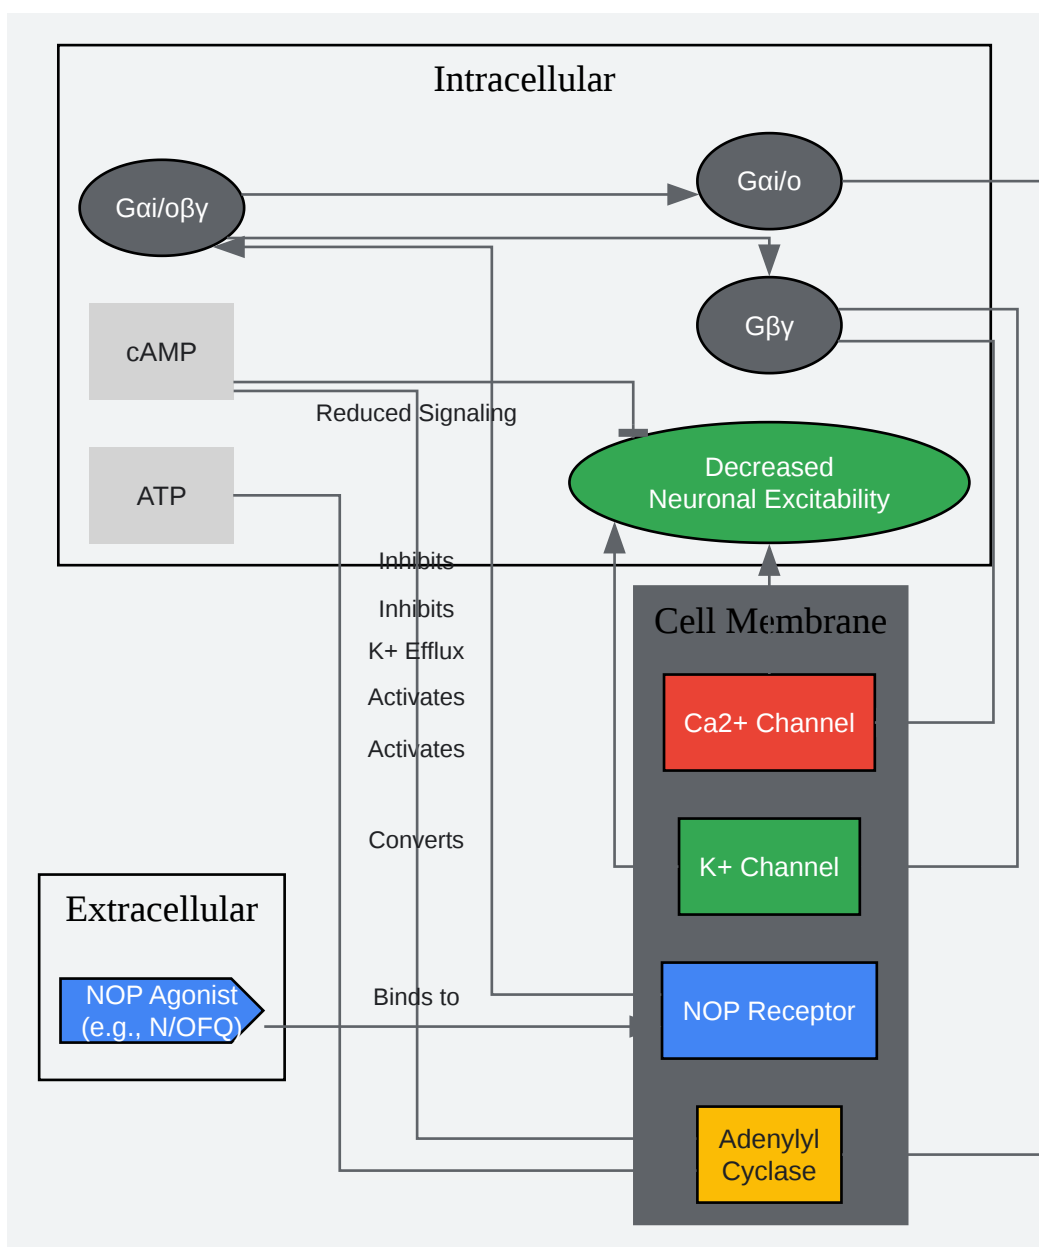 Intracellular
Gαi/oβγ
Gαi/o
Gβγ
cAMP
Reduced Signaling
ATP
Decreased
Neuronal Excitability
Inhibits
Inhibits
K+ Efflux
Activates
Activates
Converts
Cell Membrane
Ca2+ Channel
K+ Channel
Extracellular
NOP Agonist
(e.g., N/OFQ)
Binds to
NOP Receptor
Adenylyl
Cyclase